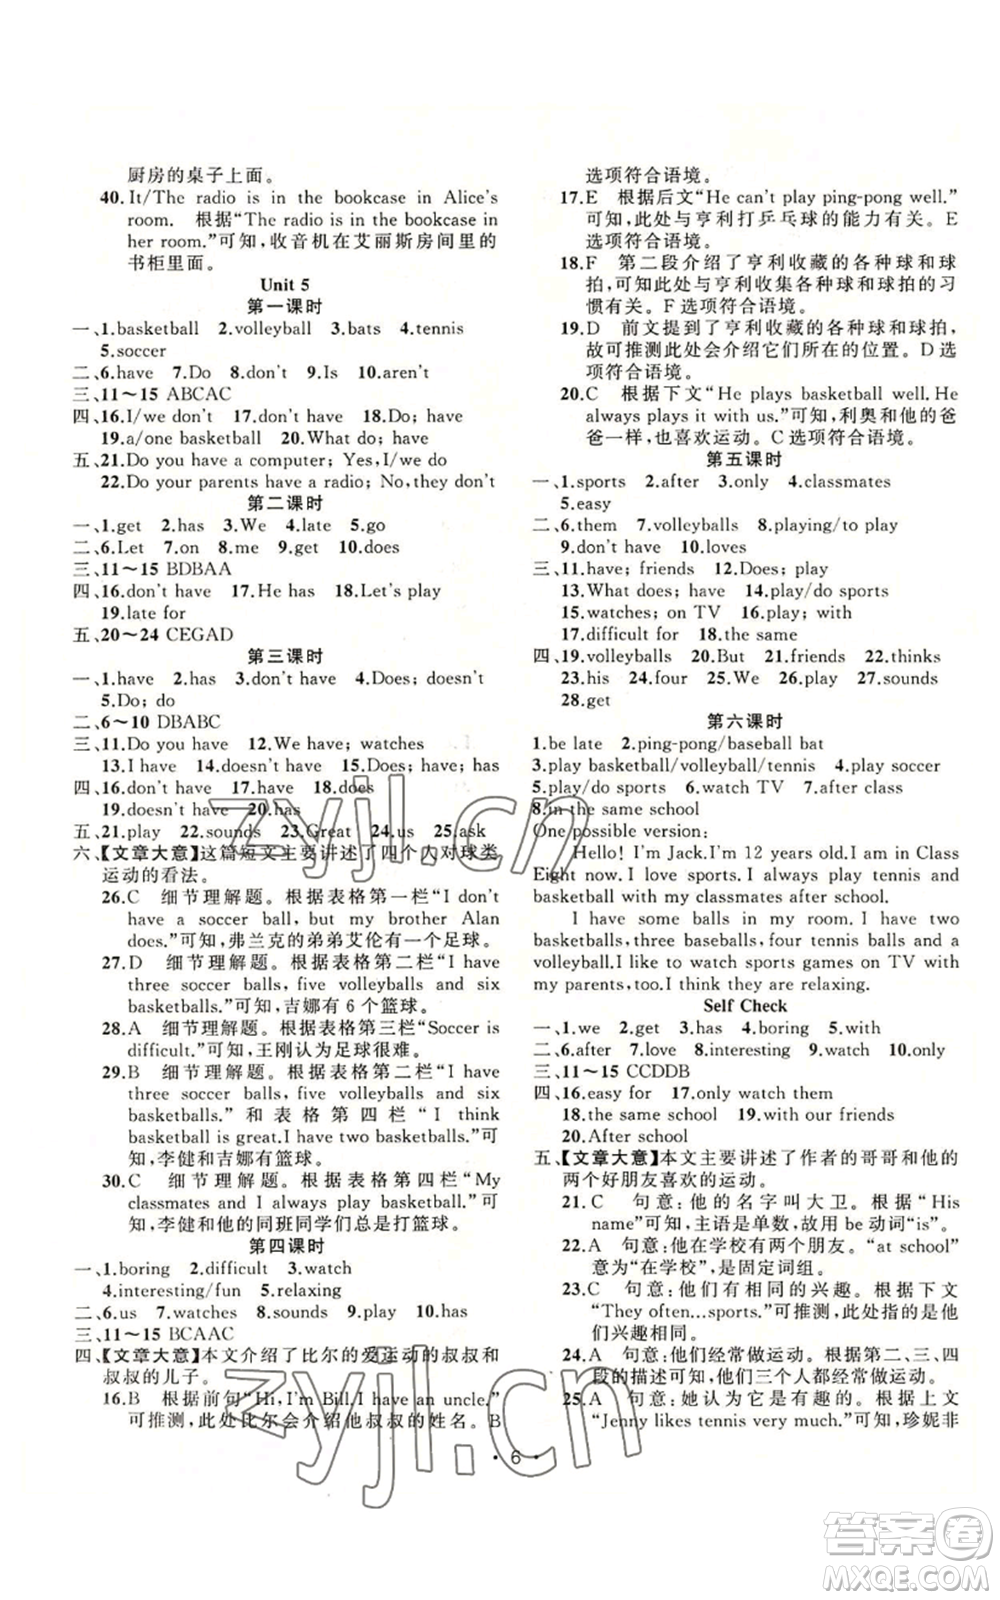 厨房的桌子上面。
40.It/The radio is in the bookcase in Alice's
room. 根据“The radio is in the bookcase in
her room.”可知,收音机在艾丽斯房间里的
书柜里面。
Unit 5
第一课时
一、1.basketball 2.volleyball 3.bats 4.tennis
5.soccer
二、6.have 7.Do 8.don't 9.Is 10.aren't
三、11～15 ABCAC
四、16.I/we don't 17.don't have 18.Do; have
19.a/one basketball 20.What do; have
五、21.Do you have a computer; Yes,I/we do
22.Do your parents have a radio; No,they don't
第二课时
一、1.get 2.has 3.We 4.late 5.go
二、6.Let 7.on 8.me 9.get 10.does
三、11～15 BDBAA
四、16.don't have 17.He has 18.Let's play
19.late for
五、20～24 CEGAD
第三课时
一、1.have 2.has 3.don't 4.Does; doesn't
5.Do; do
二、6～10 DBABC
三、11.Do you have 12.We have; watches
13.I have 14.doesn't have 15.Does; have; has
四、16.don't have 17.have 18.does
19.doesn't have 20.has
五、21.play 22.sounds 23.Great 24.us 25.ask
六、【文章大意】这篇短文主要讲述了四个人对球类
运动的看法。
26.C 细节理解题。根据表格第一栏“I don't
have a soccer ball, but my brother Alan
does.”可知,弗兰克的弟弟艾伦有一个足球。
27.D 细节理解题。根据表格第二栏“I have
three soccer balls, five volleyballs and six
basketballs.”可知,吉娜有 6 个篮球。
28.A 细节理解题。根据表格第三栏“Soccer is
difficult.”可知,王刚认为足球很难。
29.B 细节理解题。根据表格第二栏“I have
three soccer balls, five volleyballs and six
basketballs.” 和表格第四栏“I think
basketball is great.I have two basketballs.”可
知,李健和吉娜有篮球。
30.C 细节理解题。根据表格第四栏“My
classmates and I always play basketball.”可
知,李健和他的同班同学们总是打篮球。
第四课时
一、1.boring 2.difficult 3.watch
4.interesting/fun 5.relaxing
二、6.us 7.watches 8.sounds 9.play 10.has
三、11～15 BCAAC
四、【文章大意】本文介绍了比尔的爱运动的叔叔和
叔叔的儿子。
16.B 根据前句“Hi,I'm Bill.I have an uncle.”
可推测,此处比尔会介绍他叔叔的姓名。B
选项符合语境。
17.E 根据后文“He can't play ping-pong well.”
可知,此处与亨利打乒乓球的能力有关。E
选项符合语境。
18.F 第二段介绍了亨利收藏的各种球和球
拍,可知此处与亨利收集各种球和球拍的习
惯有关。F 选项符合语境。
19.D 前文提到了亨利收藏的各种球和球拍,
故可推测此处会介绍它们所在的位置。D 选
项符合语境。
20.C 根据下文“He plays basketball well.He
always plays it with us.”可知,利奥和他的爸
爸一样,也喜欢运动。C 选项符合语境。
第五课时
一、1.sports 2.after 3.only 4.classmates
5.easy
二、6.them 7.volleyballs 8.playing/to play
9.don't have 10.loves
三、11.have; friends 12.Does; play
13.What does; have 14.play/do sports
15.watches; on TV 16.play; with
17.difficult for 18.the same
四、19.volleyballs 20.But 21.friends 22.thinks
23.his 24.four 25.We 26.play 27.sounds
28.get
第六课时
1.be late 2.ping-pong/baseball bat
3.play basketball/volleyball/tennis 4.play soccer
5.play/do sports 6.watch TV 7.after class
8.in the same school
One possible version:
Hello! I'm Jack.I'm 12 years old.I am in Class
Eight now. I love sports. I always play tennis and
basketball with my classmates after school.
I have some balls in my room. I have two
basketballs,three baseballs,four tennis balls and a
volleyball.I like to watch sports games on TV with
my parents,too.I think they are relaxing.
Self Check
一、1.we 2.get 3.has 4.boring 5.with
二、6.after 7.love 8.interesting 9.watch 10.only
三、11～15 CCDDB
四、16.easy for 17.only watch them
18.the same school 19.with our friends
20.After school
五、【文章大意】本文主要讲述了作者的哥哥和他的
两个好朋友喜欢的运动。
21.C 句意:他的名字叫大卫。根据“His
name”可知,主语是单数,故用 be 动词“is”。
22.A 句意:他在学校有两个朋友。“at school”
意为“在学校”,是固定词组。
23.C 句意:他们有相同的兴趣。根据下文
“They often...sports.”可推测,此处指的是他
们兴趣相同。
24.A 句意:他们经常做运动。根据第二、三、四
段的描写可知,他们三个人都经常做运动。
25.A 句意:她认为它是有趣的。根据上文
“Jenny likes tennis very much.”可知,珍妮非
·6·
zyjl.cn
zyjl.cn
答案卷
MXQE.COM